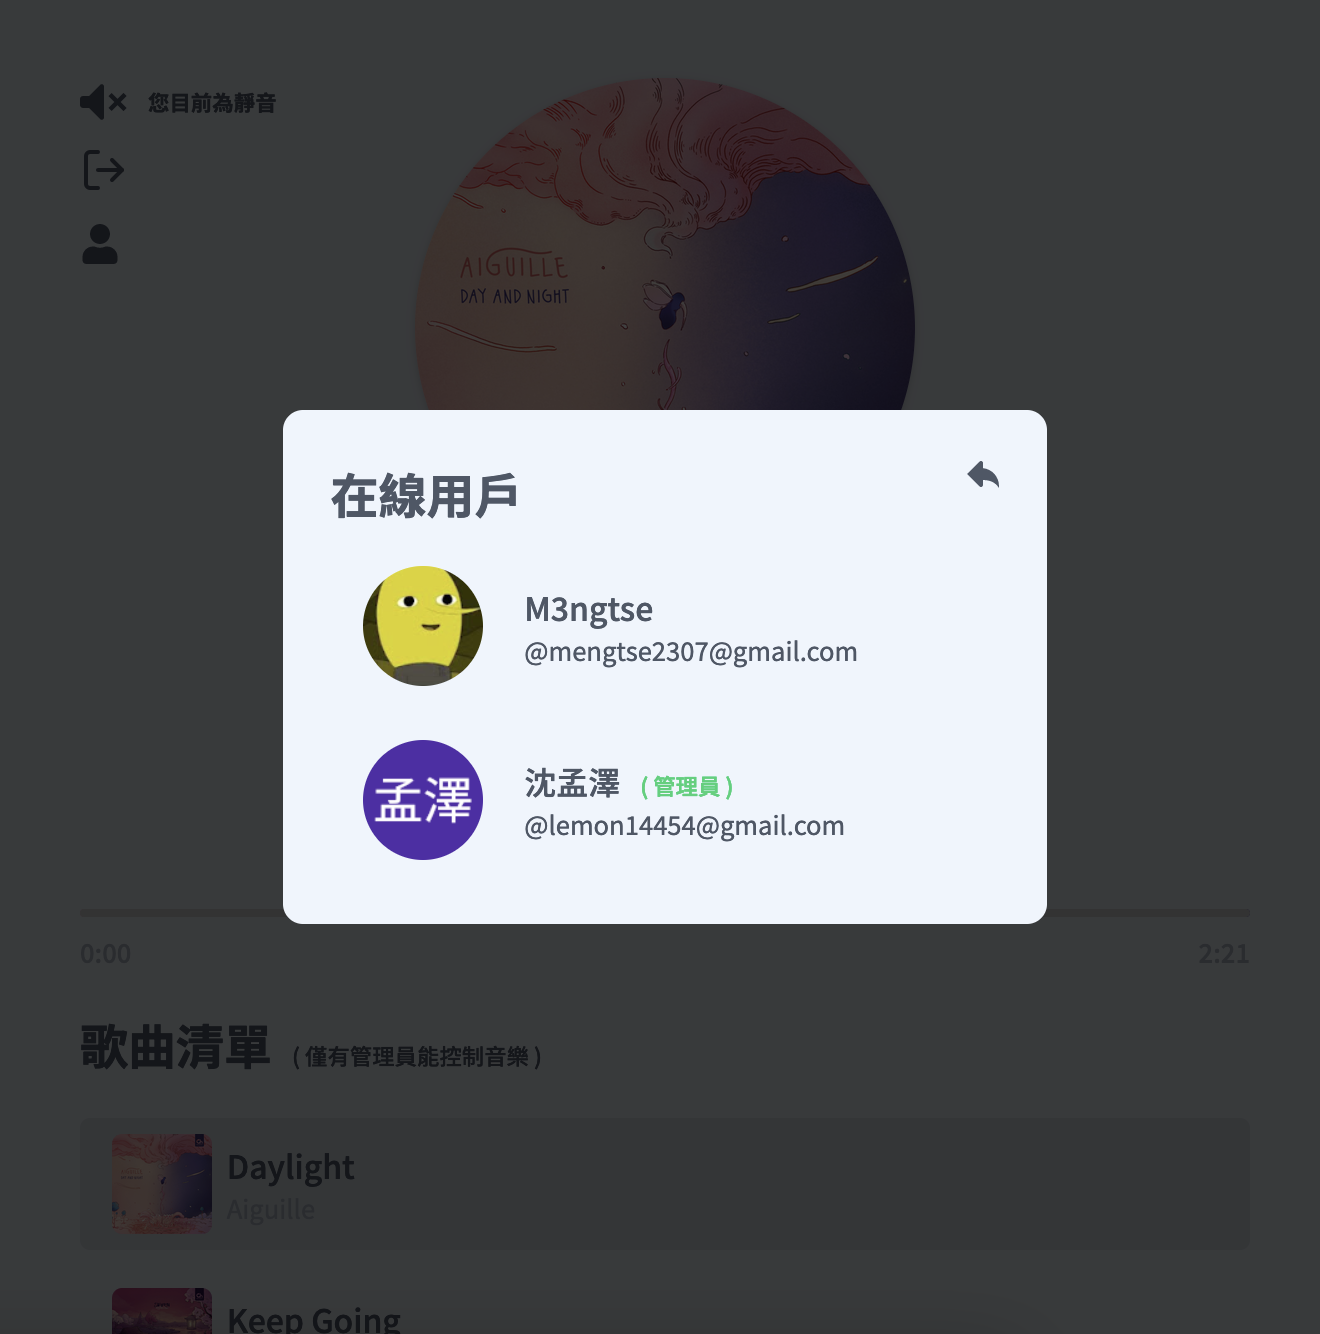 您目前為靜音
AIGUILLE
DAY AND NIGHT
在線用戶
M3ngtse
@mengtse2307@gmail.com
孟澤
沈孟澤 ( 管理員 )
@lemon14454@gmail.com
0:00
2:21
歌曲清單 ( 僅有管理員能控制音樂 )
Daylight
Aiguille
Keep Going